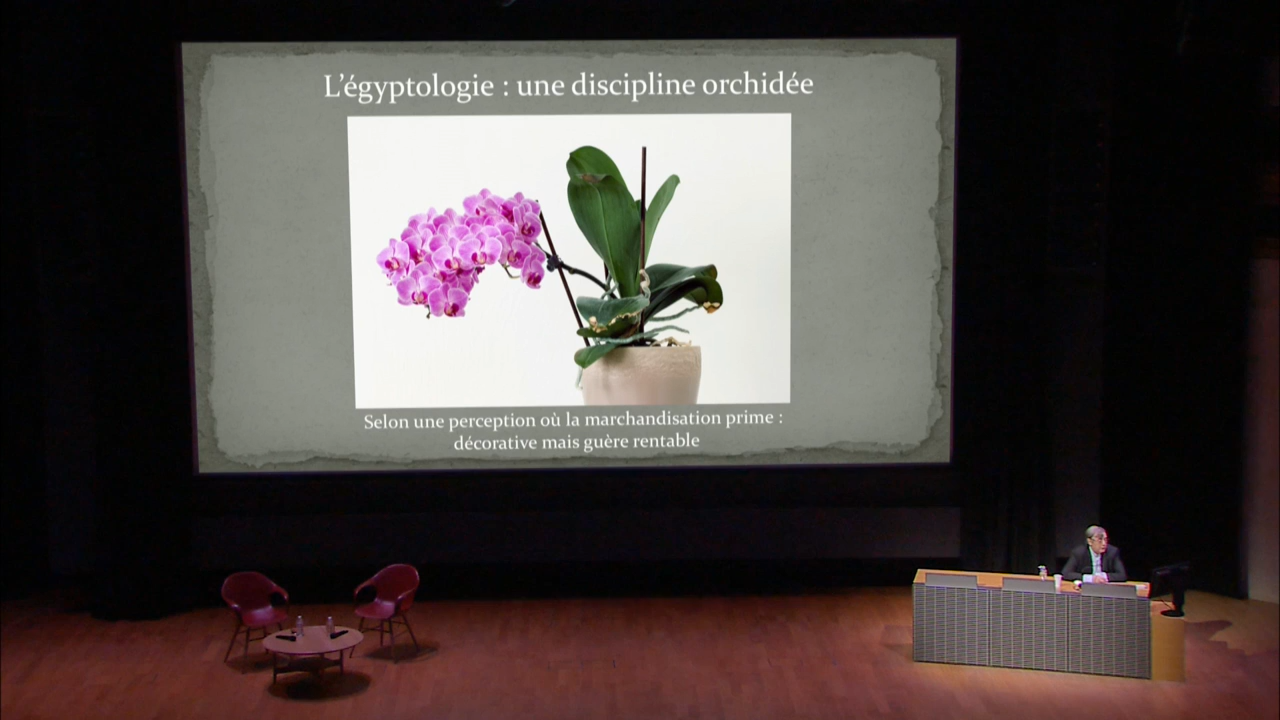 L'égyptologie : une discipline orchidée
Selon une perception où la marchandisation prime :
décorative mais guère rentable